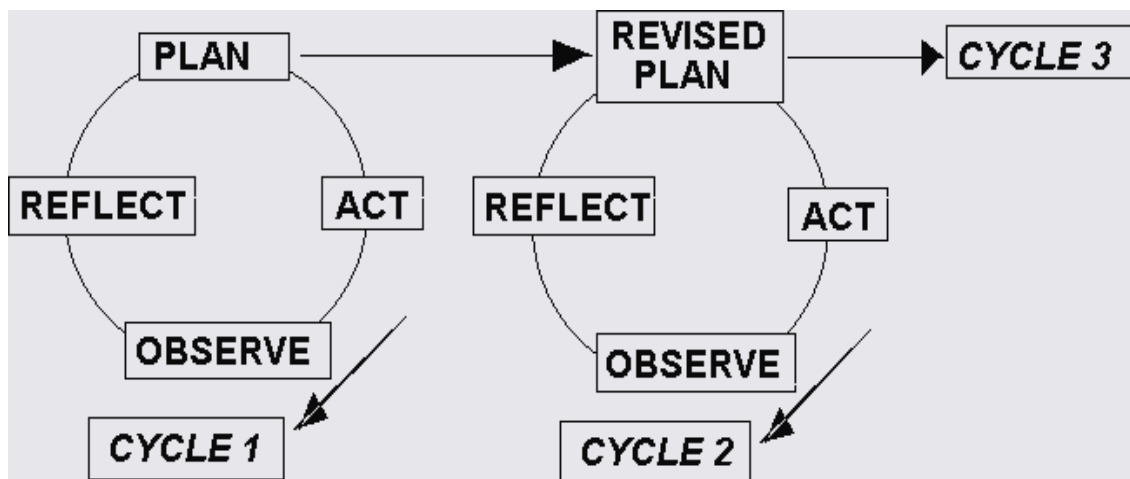 PLAN
REVISED
PLAN
CYCLE 3
REFLECT
ACT
REFLECT
ACT
OBSERVE
OBSERVE
CYCLE 1
CYCLE 2